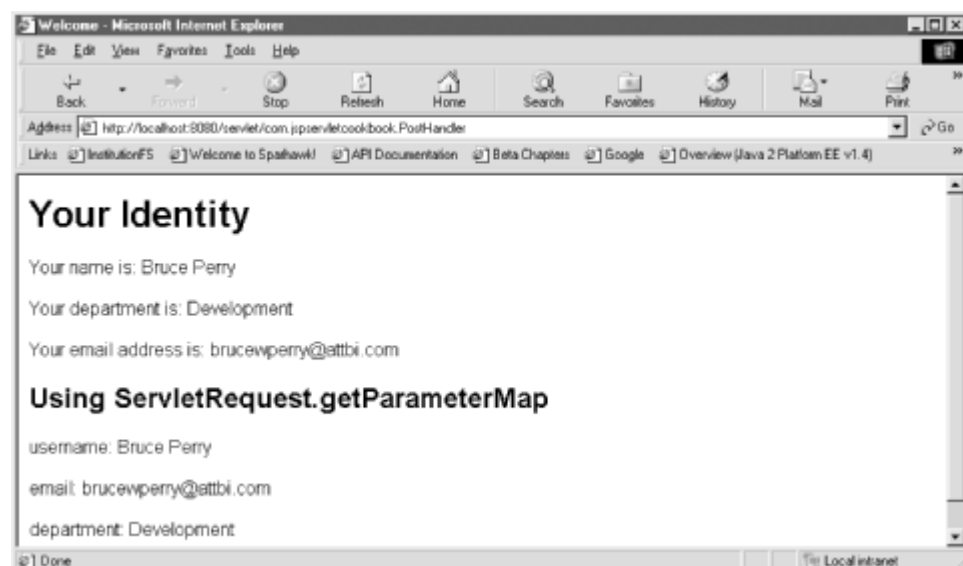 Welcome - Microsoft Internet Explorer
File Edit View Favorites Tools Help
Back Forward Stop Refresh Home Search Favorites History Mail Print »
Address http://localhost:8080/servlet/com.jspservletcookbook.PostHandler Go
Links InstitutionFS Welcome to Sparhawk! API Documentation Beta Chapters Google Overview (Java 2 Platform EE v1.4) »
Your Identity
Your name is: Bruce Perry
Your department is: Development
Your email address is: brucewperry@attbi.com
Using ServletRequest.getParameterMap
username: Bruce Perry
email: brucewperry@attbi.com
department: Development
Done Local intranet